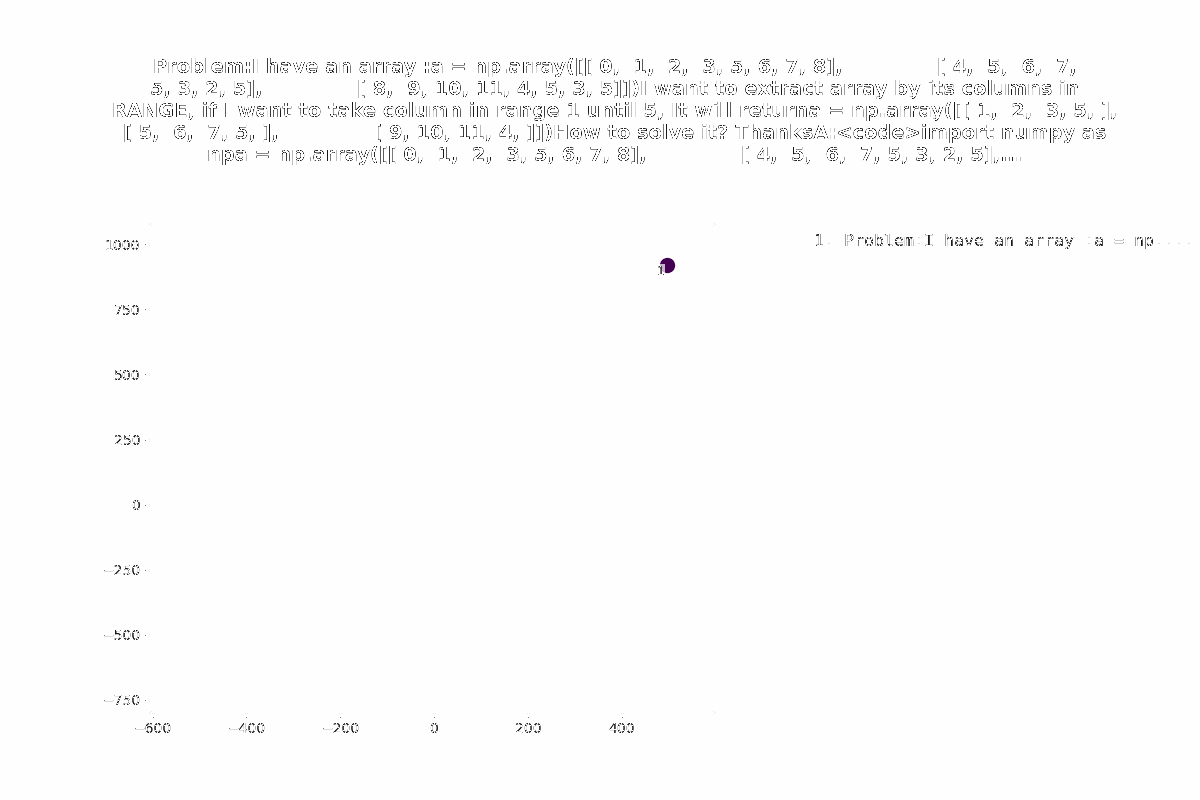 Problem:I have an array :a = np.array([[ 0, 1, 2, 3, 5, 6, 7, 8], [ 4, 5, 6, 7,
5, 3, 2, 5], [ 8, 9, 10, 11, 4, 5, 3, 5]])I want to extract array by its columns in
RANGE, if I want to take column in range 1 until 5, It will returna = np.array([[ 1, 2, 3, 5, ],
[ 5, 6, 7, 5, ], [ 9, 10, 11, 4, ]])How to solve it? ThanksA:<code>import numpy as
npa = np.array([[ 0, 1, 2, 3, 5, 6, 7, 8], [ 4, 5, 6, 7, 5, 3, 2, 5],....
1. Problem:I have an array :a = np....
1
1000
750
500
250
0
−250
−500
−750
−600 −400 −200 0 200 400